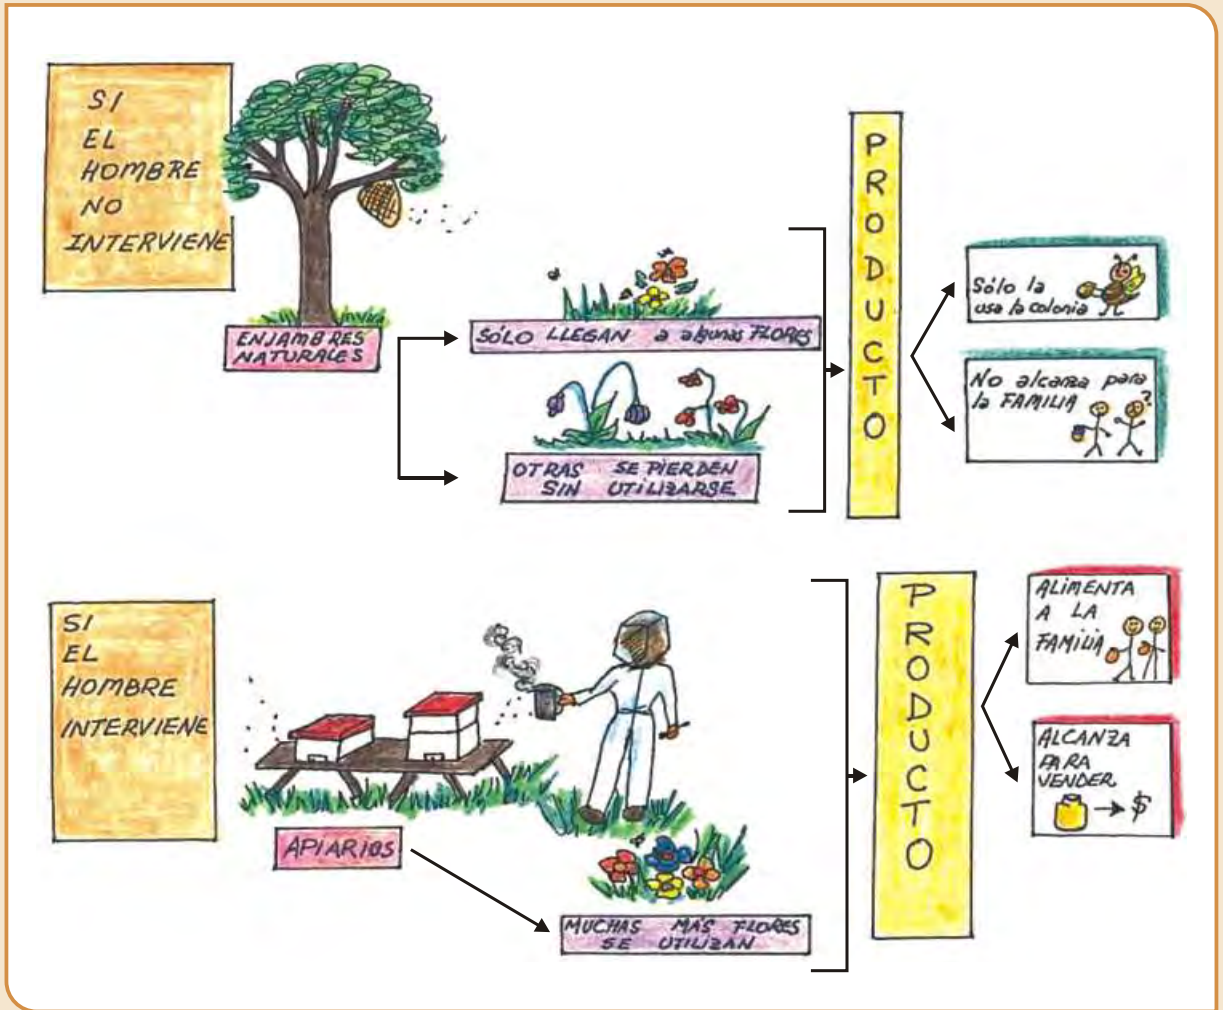 SI
EL
HOMBRE
NO
INTERVIENE
ENJAMBRES
NATURALES
SÓLO LLEGAN a algunas FLORES
OTRAS SE PIERDEN
SIN UTILIZARSE
PRODUCTO
Sólo la
usa la colonia
No alcanza para
la FAMILIA
?
SI
EL
HOMBRE
INTERVIENE
APIARIOS
MUCHAS MÁS FLORES
SE UTILIZAN
PRODUCTO
ALIMENTA
A LA
FAMILIA
ALCANZA
PARA
VENDER
$